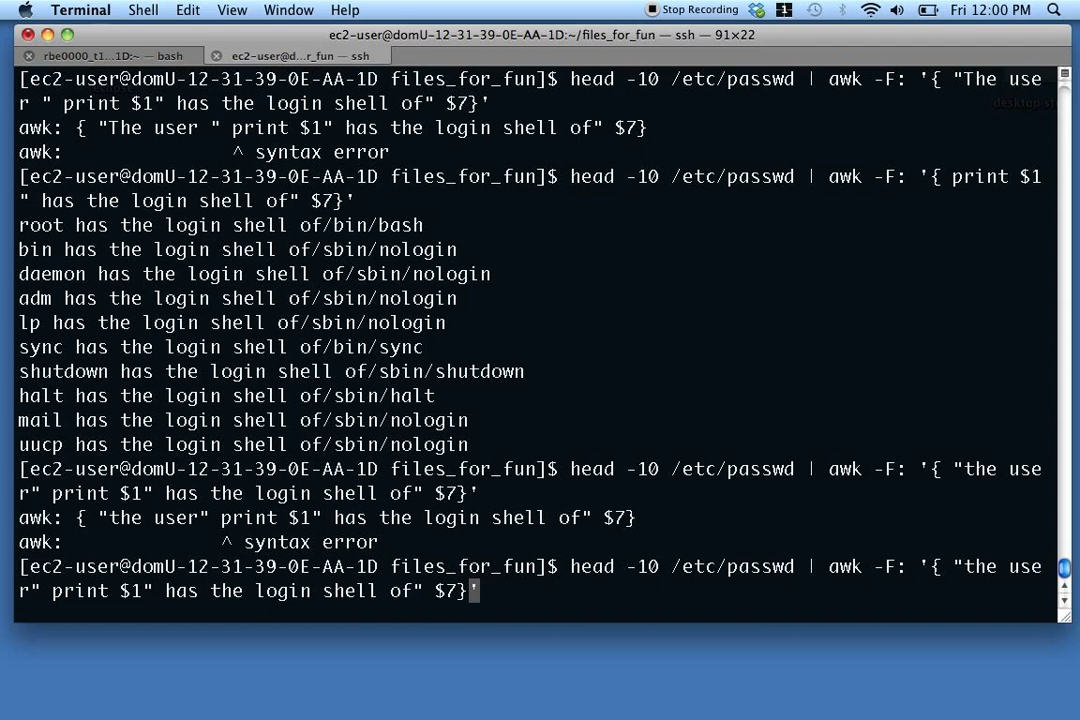 Terminal Shell Edit View Window Help Stop Recording 1 Fri 12:00 PM
ec2-user@domU-12-31-39-0E-AA-1D:~/files_for_fun — ssh — 91×22
rbe0000_t1...1D:~ — bash ec2-user@d...r_fun — ssh
[ec2-user@domU-12-31-39-0E-AA-1D files_for_fun]$ head -10 /etc/passwd | awk -F: '{ "The use
r " print $1" has the login shell of" $7}'
awk: { "The user " print $1" has the login shell of" $7}
awk:              ^ syntax error
[ec2-user@domU-12-31-39-0E-AA-1D files_for_fun]$ head -10 /etc/passwd | awk -F: '{ print $1
" has the login shell of" $7}'
root has the login shell of/bin/bash
bin has the login shell of/sbin/nologin
daemon has the login shell of/sbin/nologin
adm has the login shell of/sbin/nologin
lp has the login shell of/sbin/nologin
sync has the login shell of/bin/sync
shutdown has the login shell of/sbin/shutdown
halt has the login shell of/sbin/halt
mail has the login shell of/sbin/nologin
uucp has the login shell of/sbin/nologin
[ec2-user@domU-12-31-39-0E-AA-1D files_for_fun]$ head -10 /etc/passwd | awk -F: '{ "the use
r" print $1" has the login shell of" $7}'
awk: { "the user" print $1" has the login shell of" $7}
awk:             ^ syntax error
[ec2-user@domU-12-31-39-0E-AA-1D files_for_fun]$ head -10 /etc/passwd | awk -F: '{ "the use
r" print $1" has the login shell of" $7}'